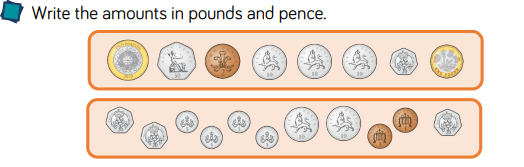 Write the amounts in pounds and pence.